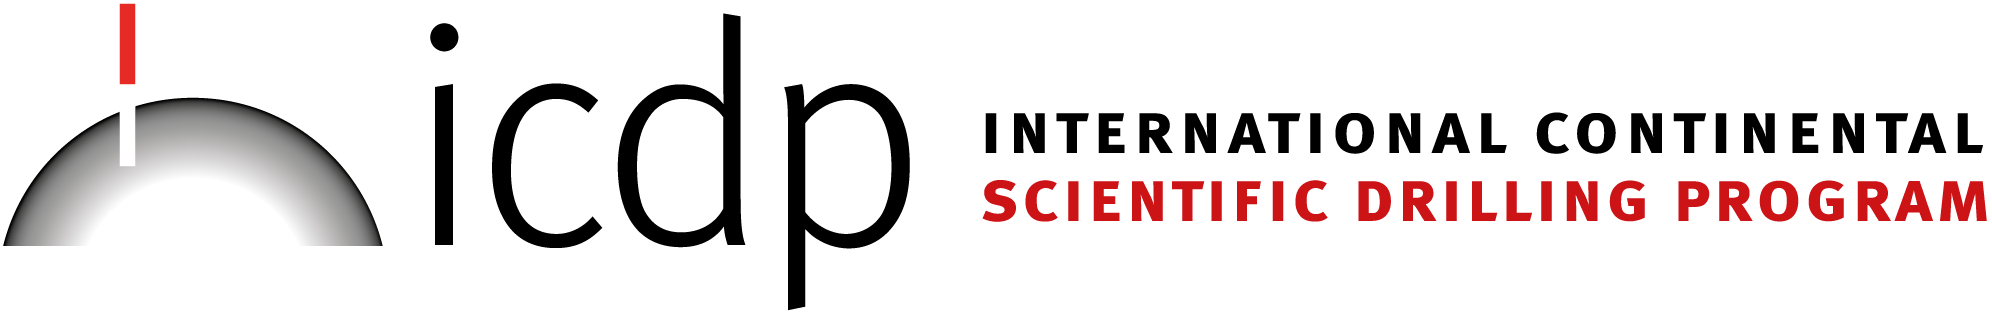 icdp
INTERNATIONAL CONTINENTAL
SCIENTIFIC DRILLING PROGRAM